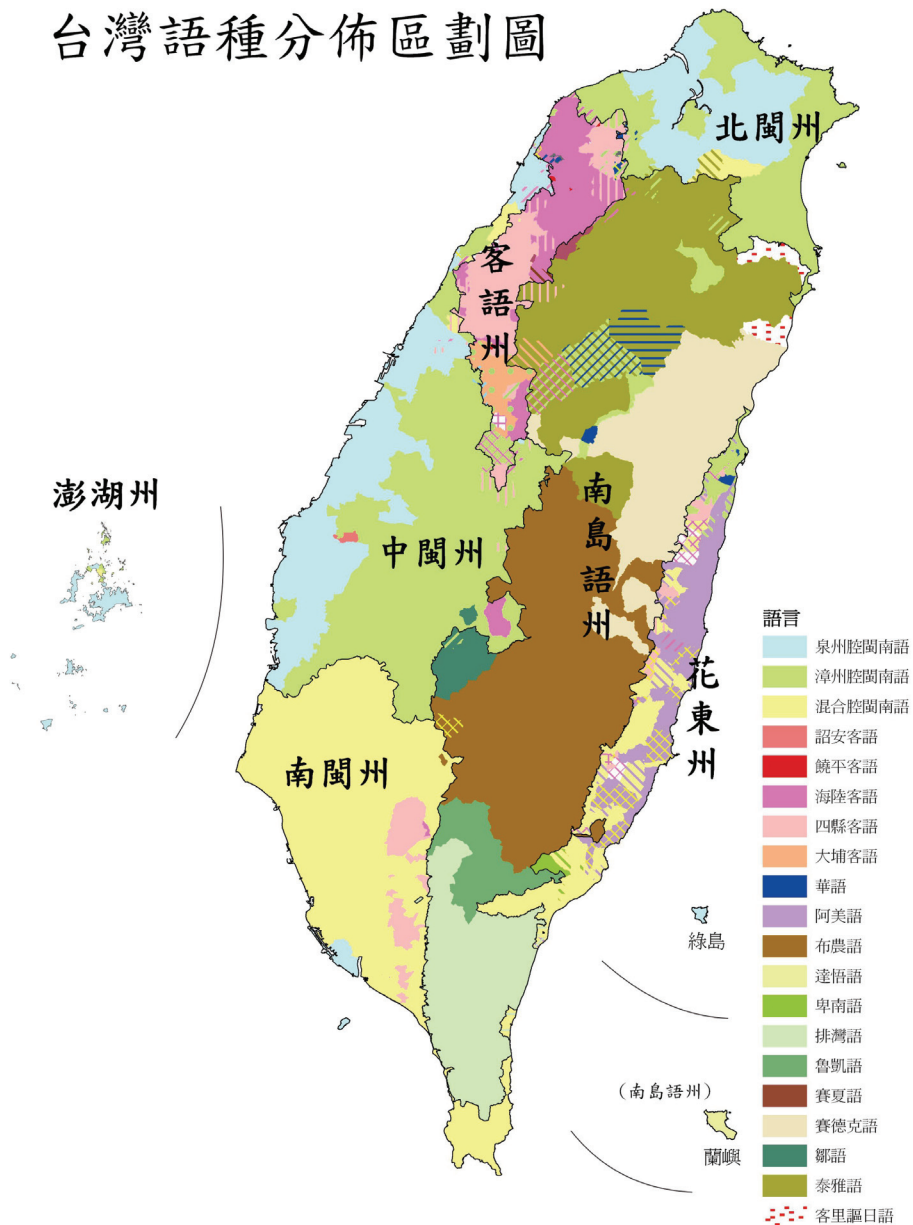 台灣語種分佈區劃圖
北閩州
客語州
澎湖州
中閩州
南島語州
花東州
南閩州
綠島
(南島語州)
蘭嶼
語言
泉州腔閩南語
漳州腔閩南語
混合腔閩南語
詔安客語
饒平客語
海陸客語
四縣客語
大埔客語
華語
阿美語
布農語
達悟語
卑南語
排灣語
魯凱語
賽夏語
賽德克語
鄒語
泰雅語
客里謳日語